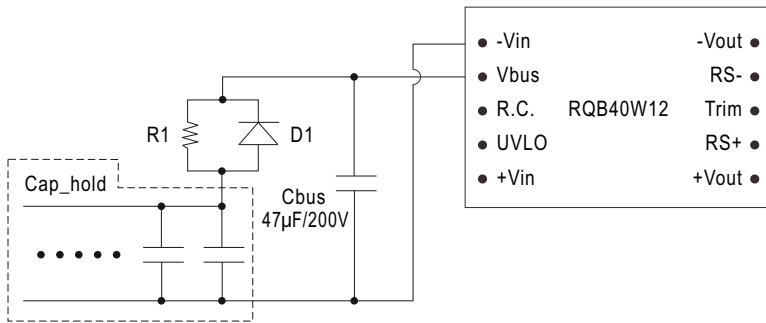 -Vin
-Vout
Vbus
RS-
R.C.
RQB40W12
Trim
UVLO
RS+
+Vin
+Vout
R1
D1
Cap_hold
Cbus
47µF/200V